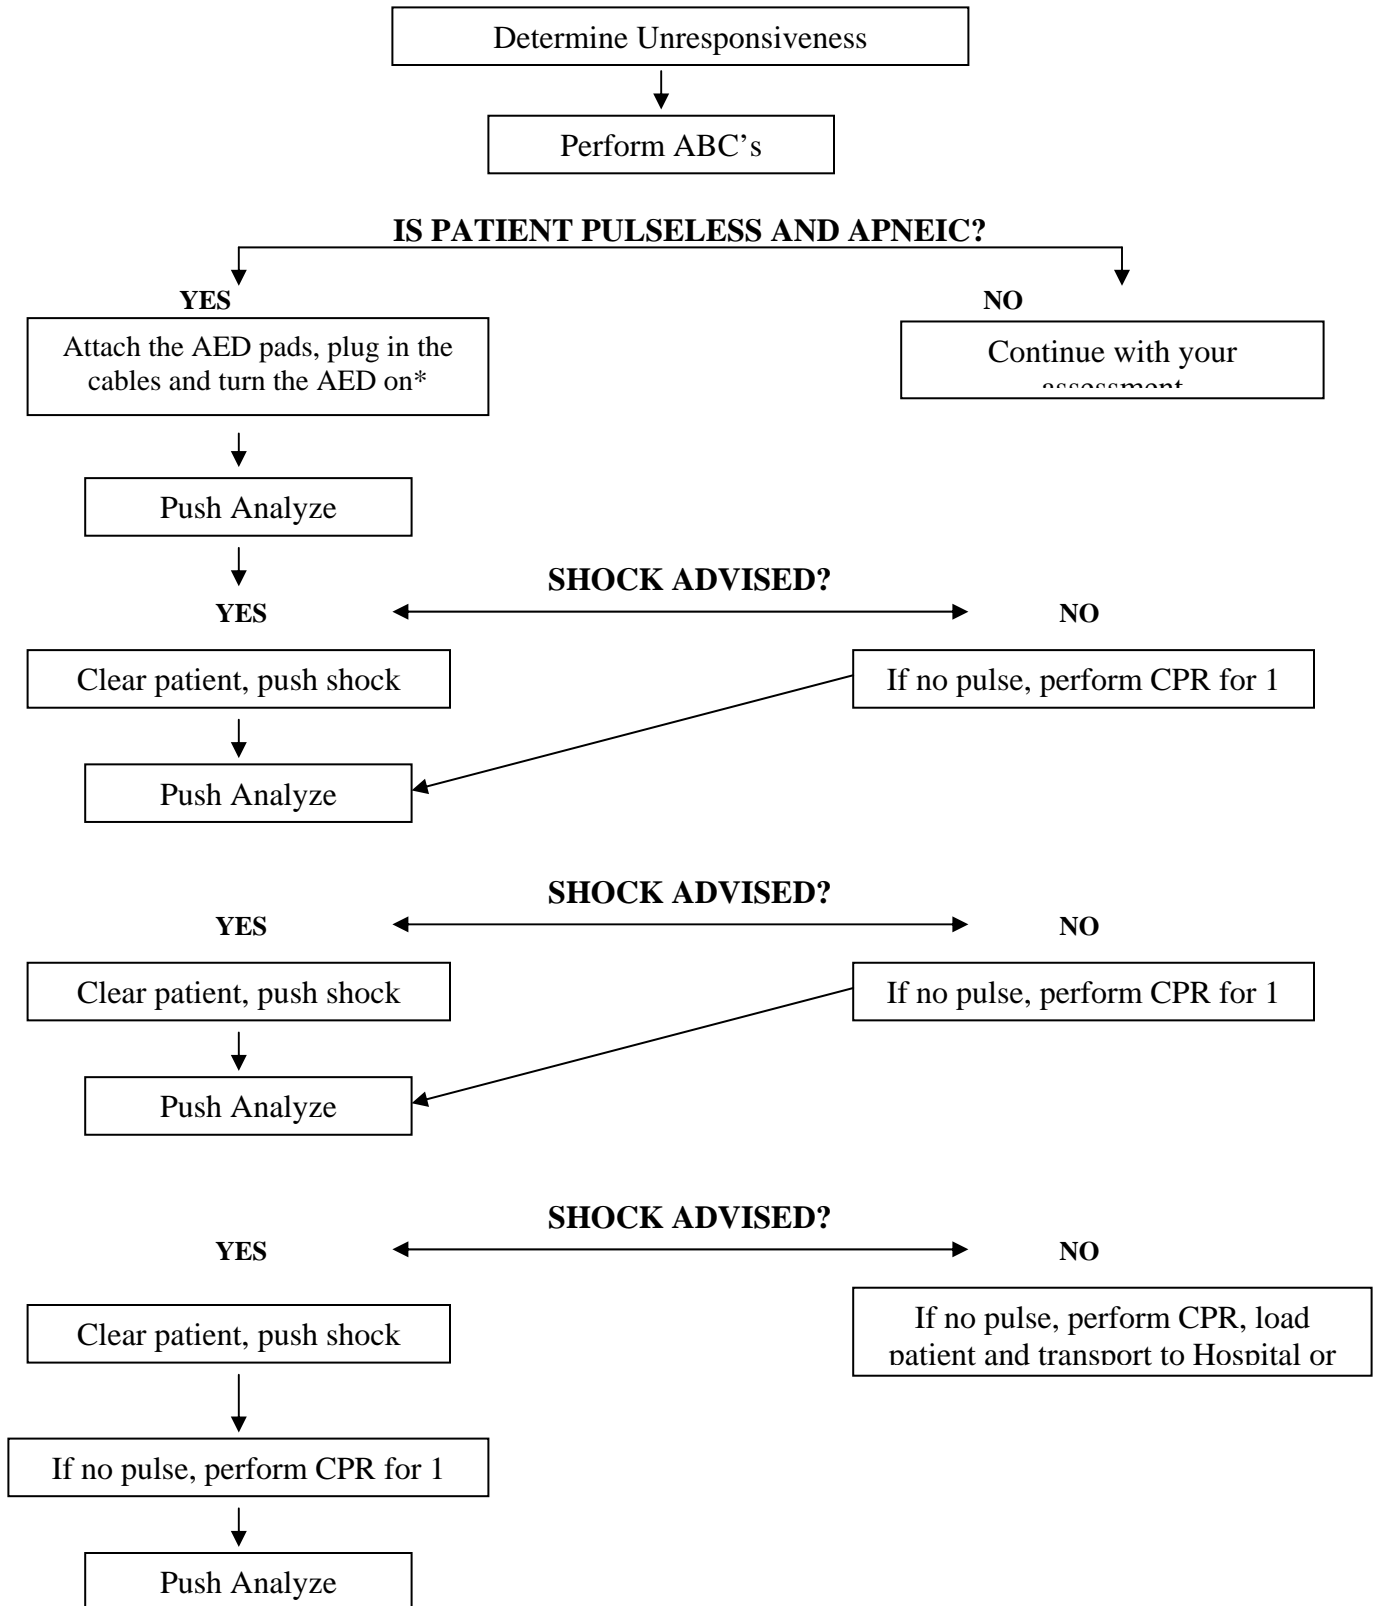 Determine Unresponsiveness
Perform ABC’s
IS PATIENT PULSELESS AND APNEIC?
YES
NO
Attach the AED pads, plug in the
cables and turn the AED on*
Continue with your
assessment
Push Analyze
SHOCK ADVISED?
YES
NO
Clear patient, push shock
If no pulse, perform CPR for 1
Push Analyze
SHOCK ADVISED?
YES
NO
Clear patient, push shock
If no pulse, perform CPR for 1
Push Analyze
SHOCK ADVISED?
YES
NO
Clear patient, push shock
If no pulse, perform CPR, load
patient and transport to Hospital or
If no pulse, perform CPR for 1
Push Analyze